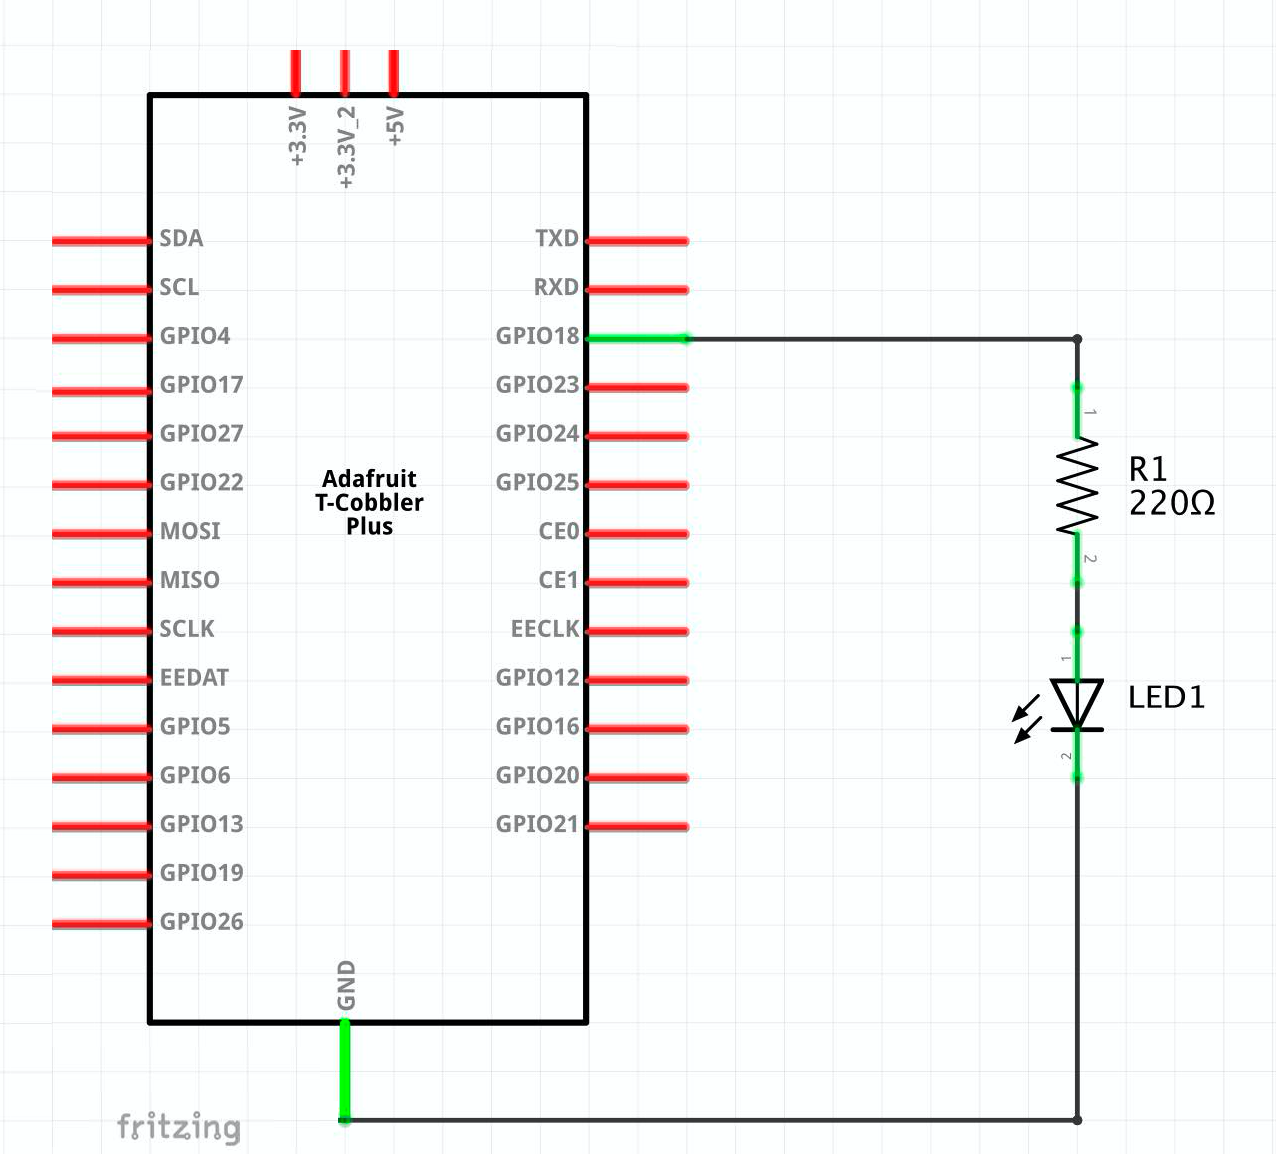 +3.3V
+3.3V_2
+5V
SDA
SCL
GPIO4
GPIO17
GPIO27
GPIO22
MOSI
MISO
SCLK
EEDAT
GPIO5
GPIO6
GPIO13
GPIO19
GPIO26
Adafruit
T-Cobbler
Plus
TXD
RXD
GPIO18
GPIO23
GPIO24
GPIO25
CE0
CE1
EECLK
GPIO12
GPIO16
GPIO20
GPIO21
GND
1
R1
220Ω
2
1
LED1
2
fritzing